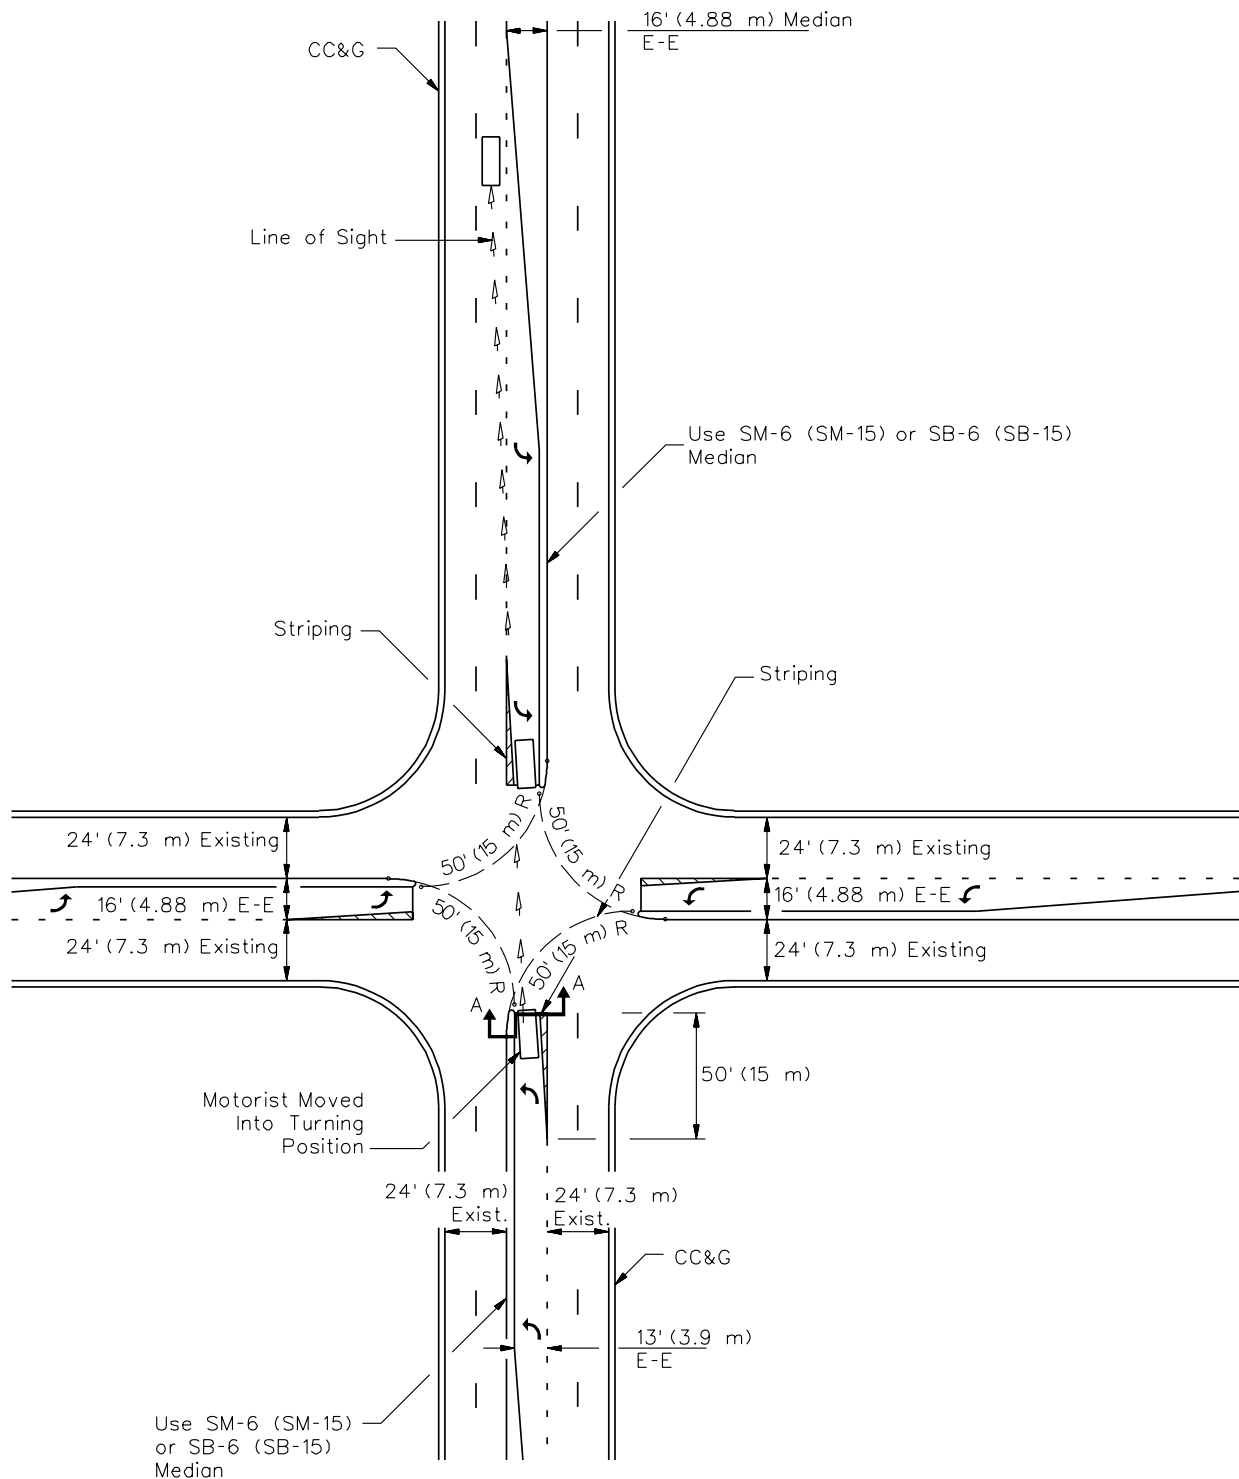 16' (4.88 m) Median
E-E
CC&G
Line of Sight
Use SM-6 (SM-15) or SB-6 (SB-15)
Median
Striping
Striping
50' (15 m) R
50' (15 m) R
24' (7.3 m) Existing
24' (7.3 m) Existing
16' (4.88 m) E-E
16' (4.88 m) E-E
50' (15 m) R
50' (15 m) R
24' (7.3 m) Existing
24' (7.3 m) Existing
A
A
50' (15 m)
Motorist Moved
Into Turning
Position
24' (7.3 m)
Exist.
24' (7.3 m)
Exist.
CC&G
13' (3.9 m)
E-E
Use SM-6 (SM-15)
or SB-6 (SB-15)
Median